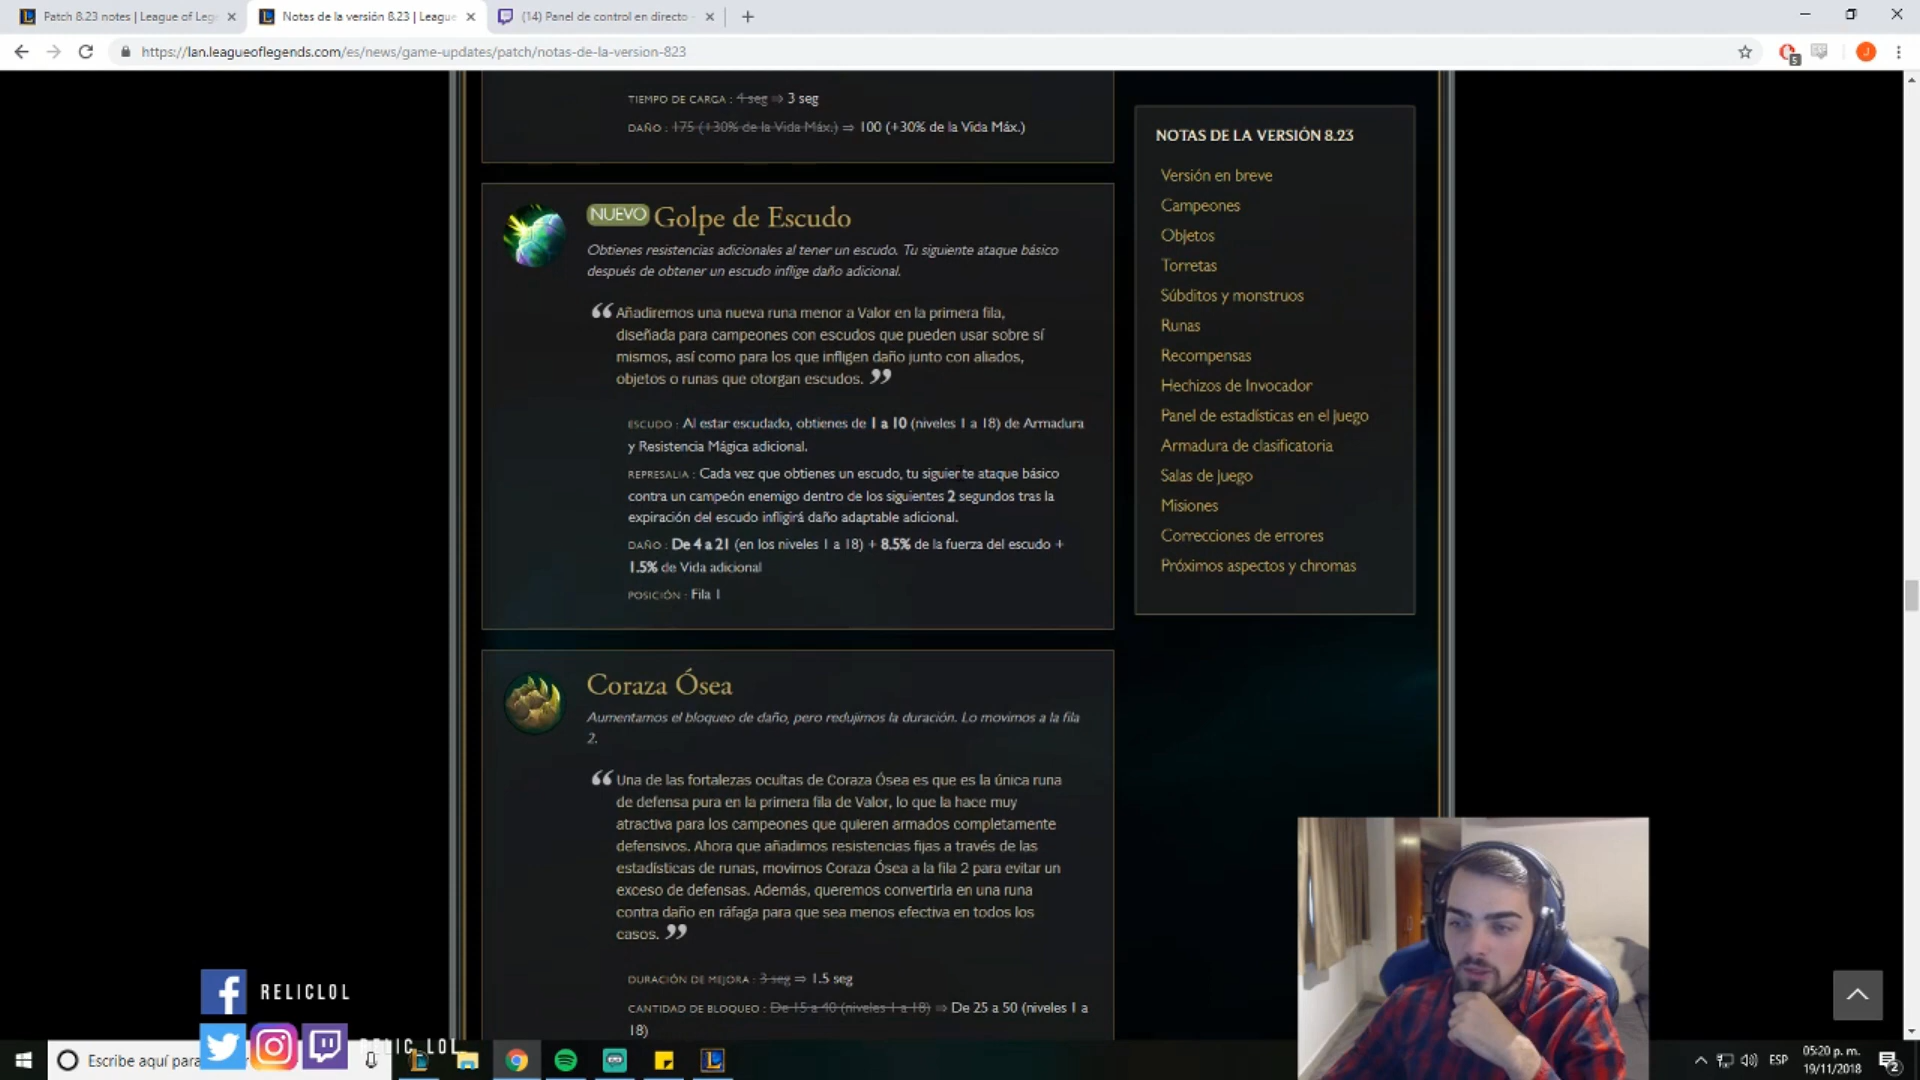 Patch 8.23 notes | League of Leg
Notas de la versión 8.23 | League
(14) Panel de control en directo
https://lan.leagueoflegends.com/es/news/game-updates/patch/notas-de-la-version-823
5
J
TIEMPO DE CARGA : 4 seg ⇒ 3 seg
DAÑO : 175 (+30% de la Vida Máx.) ⇒ 100 (+30% de la Vida Máx.)
NUEVO Golpe de Escudo
Obtienes resistencias adicionales al tener un escudo. Tu siguiente ataque básico
después de obtener un escudo inflige daño adicional.
“ Añadiremos una nueva runa menor a Valor en la primera fila,
diseñada para campeones con escudos que pueden usar sobre sí
mismos, así como para los que infligen daño junto con aliados,
objetos o runas que otorgan escudos. ”
ESCUDO : Al estar escudado, obtienes de 1 a 10 (niveles 1 a 18) de Armadura
y Resistencia Mágica adicional.
REPRESALIA : Cada vez que obtienes un escudo, tu siguiente ataque básico
contra un campeón enemigo dentro de los siguientes 2 segundos tras la
expiración del escudo infligirá daño adaptable adicional.
DAÑO : De 4 a 21 (en los niveles 1 a 18) + 8.5% de la fuerza del escudo +
1.5% de Vida adicional
POSICIÓN : Fila 1
Coraza Ósea
Aumentamos el bloqueo de daño, pero redujimos la duración. Lo movimos a la fila
2.
“ Una de las fortalezas ocultas de Coraza Ósea es que es la única runa
de defensa pura en la primera fila de Valor, lo que la hace muy
atractiva para los campeones que quieren armados completamente
defensivos. Ahora que añadimos resistencias fijas a través de las
estadísticas de runas, movimos Coraza Ósea a la fila 2 para evitar un
exceso de defensas. Además, queremos convertirla en una runa
contra daño en ráfaga para que sea menos efectiva en todos los
casos. ”
DURACIÓN DE MEJORA : 3 seg ⇒ 1.5 seg
CANTIDAD DE BLOQUEO : De 15 a 40 (niveles 1 a 18) ⇒ De 25 a 50 (niveles 1 a
18)
NOTAS DE LA VERSIÓN 8.23
Versión en breve
Campeones
Objetos
Torretas
Súbditos y monstruos
Runas
Recompensas
Hechizos de Invocador
Panel de estadísticas en el juego
Armadura de clasificatoria
Salas de juego
Misiones
Correcciones de errores
Próximos aspectos y chromas
RELICLOL
RELIC_LOL
Escribe aquí para
ESP
05:20 p. m.
19/11/2018
2